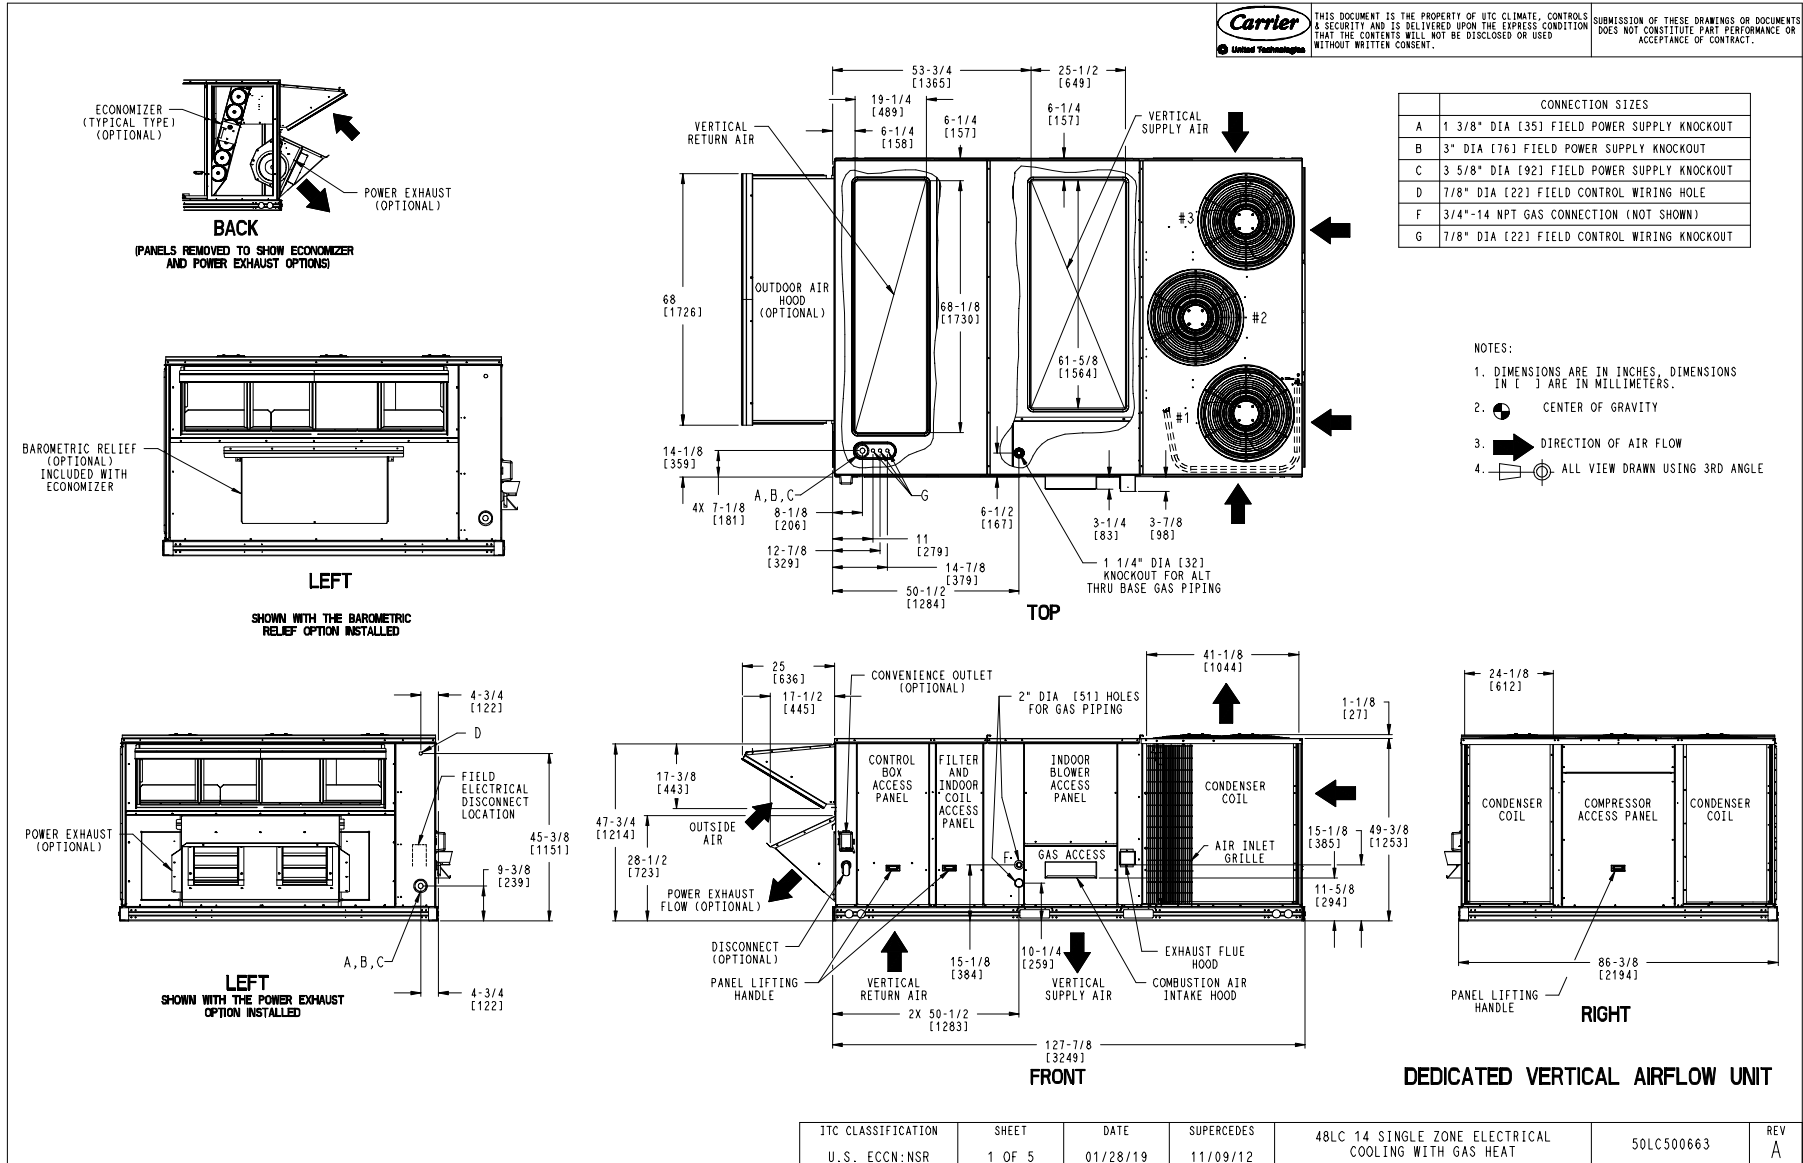 Carrier
United Technologies
THIS DOCUMENT IS THE PROPERTY OF UTC CLIMATE, CONTROLS
& SECURITY AND IS DELIVERED UPON THE EXPRESS CONDITION
THAT THE CONTENTS WILL NOT BE DISCLOSED OR USED
WITHOUT WRITTEN CONSENT.
SUBMISSION OF THESE DRAWINGS OR DOCUMENTS
DOES NOT CONSTITUTE PART PERFORMANCE OR
ACCEPTANCE OF CONTRACT.
ECONOMIZER
(TYPICAL TYPE)
(OPTIONAL)
POWER EXHAUST
(OPTIONAL)
BACK
(PANELS REMOVED TO SHOW ECONOMIZER
AND POWER EXHAUST OPTIONS)
53-3/4
[1365]
25-1/2
[649]
19-1/4
[489]
6-1/4
[158]
6-1/4
[157]
6-1/4
[157]
VERTICAL
RETURN AIR
VERTICAL
SUPPLY AIR
68
[1726]
OUTDOOR AIR
HOOD
(OPTIONAL)
68-1/8
[1730]
61-5/8
[1564]
#3
#2
#1
14-1/8
[359]
4X 7-1/8
[181]
A,B,C
G
8-1/8
[206]
11
[279]
12-7/8
[329]
14-7/8
[379]
50-1/2
[1284]
6-1/2
[167]
3-1/4
[83]
3-7/8
[98]
1 1/4" DIA [32]
KNOCKOUT FOR ALT
THRU BASE GAS PIPING
TOP
CONNECTION SIZES
A 1 3/8" DIA [35] FIELD POWER SUPPLY KNOCKOUT
B 3" DIA [76] FIELD POWER SUPPLY KNOCKOUT
C 3 5/8" DIA [92] FIELD POWER SUPPLY KNOCKOUT
D 7/8" DIA [22] FIELD CONTROL WIRING HOLE
F 3/4"-14 NPT GAS CONNECTION (NOT SHOWN)
G 7/8" DIA [22] FIELD CONTROL WIRING KNOCKOUT
NOTES:
1. DIMENSIONS ARE IN INCHES, DIMENSIONS
IN [ ] ARE IN MILLIMETERS.
2. CENTER OF GRAVITY
3. DIRECTION OF AIR FLOW
4. ALL VIEW DRAWN USING 3RD ANGLE
BAROMETRIC RELIEF
(OPTIONAL)
INCLUDED WITH
ECONOMIZER
LEFT
SHOWN WITH THE BAROMETRIC
RELIEF OPTION INSTALLED
4-3/4
[122]
D
FIELD
ELECTRICAL
DISCONNECT
LOCATION
POWER EXHAUST
(OPTIONAL)
45-3/8
[1151]
9-3/8
[239]
A,B,C
4-3/4
[122]
LEFT
SHOWN WITH THE POWER EXHAUST
OPTION INSTALLED
25
[636]
17-1/2
[445]
CONVENIENCE OUTLET
(OPTIONAL)
2" DIA [51] HOLES
FOR GAS PIPING
41-1/8
[1044]
1-1/8
[27]
17-3/8
[443]
47-3/4
[1214]
28-1/2
[723]
OUTSIDE
AIR
POWER EXHAUST
FLOW (OPTIONAL)
CONTROL
BOX
ACCESS
PANEL
FILTER
AND
INDOOR
COIL
ACCESS
PANEL
INDOOR
BLOWER
ACCESS
PANEL
CONDENSER
COIL
F
GAS ACCESS
AIR INLET
GRILLE
15-1/8
[385]
49-3/8
[1253]
11-5/8
[294]
DISCONNECT
(OPTIONAL)
PANEL LIFTING
HANDLE
VERTICAL
RETURN AIR
15-1/8
[384]
10-1/4
[259]
VERTICAL
SUPPLY AIR
EXHAUST FLUE
HOOD
COMBUSTION AIR
INTAKE HOOD
2X 50-1/2
[1283]
127-7/8
[3249]
FRONT
24-1/8
[612]
CONDENSER
COIL
COMPRESSOR
ACCESS PANEL
CONDENSER
COIL
86-3/8
[2194]
PANEL LIFTING
HANDLE
RIGHT
DEDICATED VERTICAL AIRFLOW UNIT
ITC CLASSIFICATION
U.S. ECCN:NSR
SHEET
1 OF 5
DATE
01/28/19
SUPERCEDES
11/09/12
48LC 14 SINGLE ZONE ELECTRICAL
COOLING WITH GAS HEAT
50LC500663
REV
A